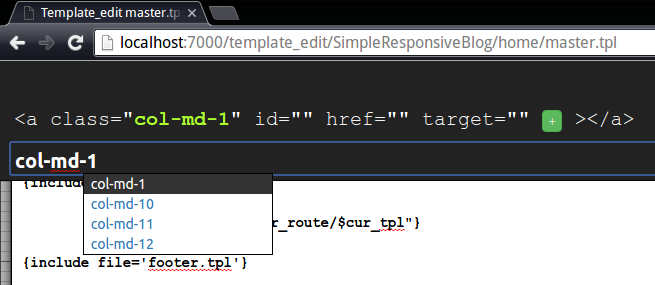 Template_edit master.tp
localhost:7000/template_edit/SimpleResponsiveBlog/home/master.tpl
<a class="col-md-1" id="" href="" target="" + ></a>
col-md-1
{include
col-md-1
col-md-10
col-md-11
r_route/$cur_tpl"}
col-md-12
{include file='footer.tpl'}